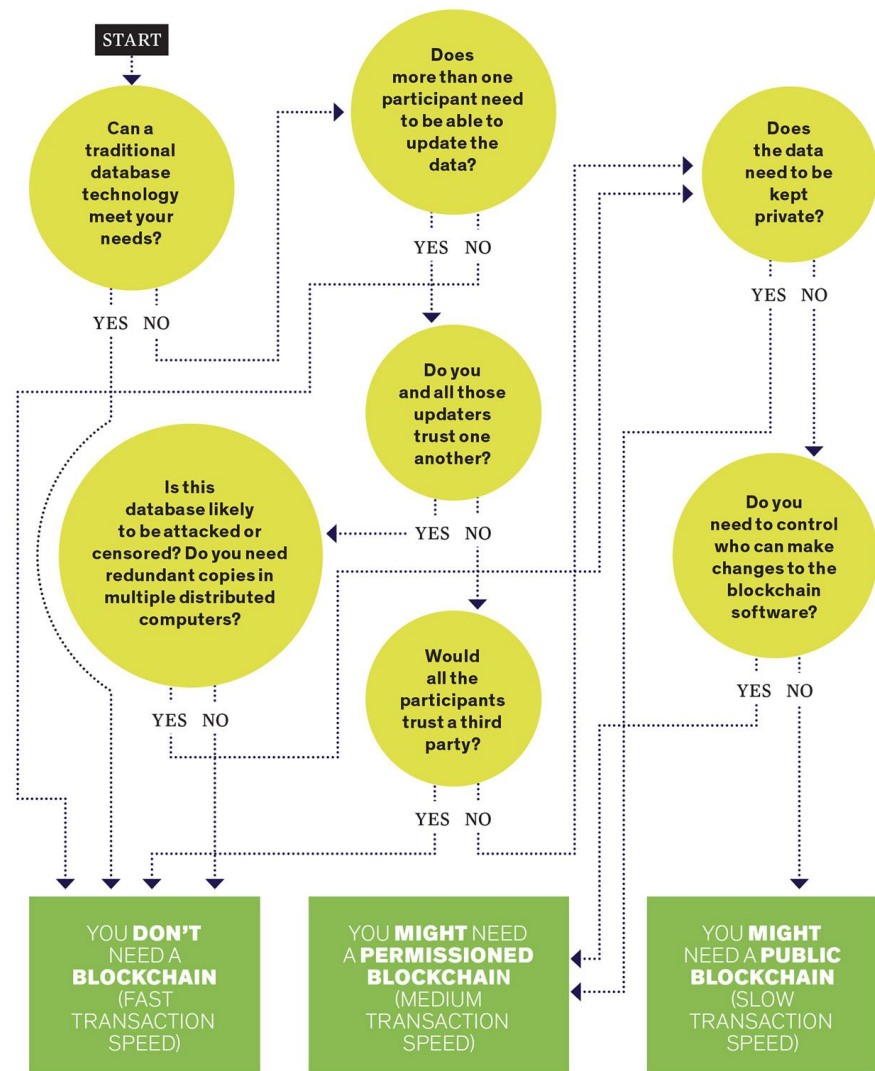 START
Can a
traditional
database
technology
meet your
needs?
YES NO
Does
more than one
participant need
to be able to
update the
data?
YES NO
Do you
and all those
updaters
trust one
another?
YES NO
Is this
database likely
to be attacked or
censored? Do you need
redundant copies in
multiple distributed
computers?
YES NO
Would
all the
participants
trust a third
party?
YES NO
Does
the data
need to be
kept
private?
YES NO
Do you
need to control
who can make
changes to the
blockchain
software?
YES NO
YOU DON'T
NEED A
BLOCKCHAIN
(FAST
TRANSACTION
SPEED)
YOU MIGHT NEED
A PERMISSIONED
BLOCKCHAIN
(MEDIUM
TRANSACTION
SPEED)
YOU MIGHT
NEED A PUBLIC
BLOCKCHAIN
(SLOW
TRANSACTION
SPEED)